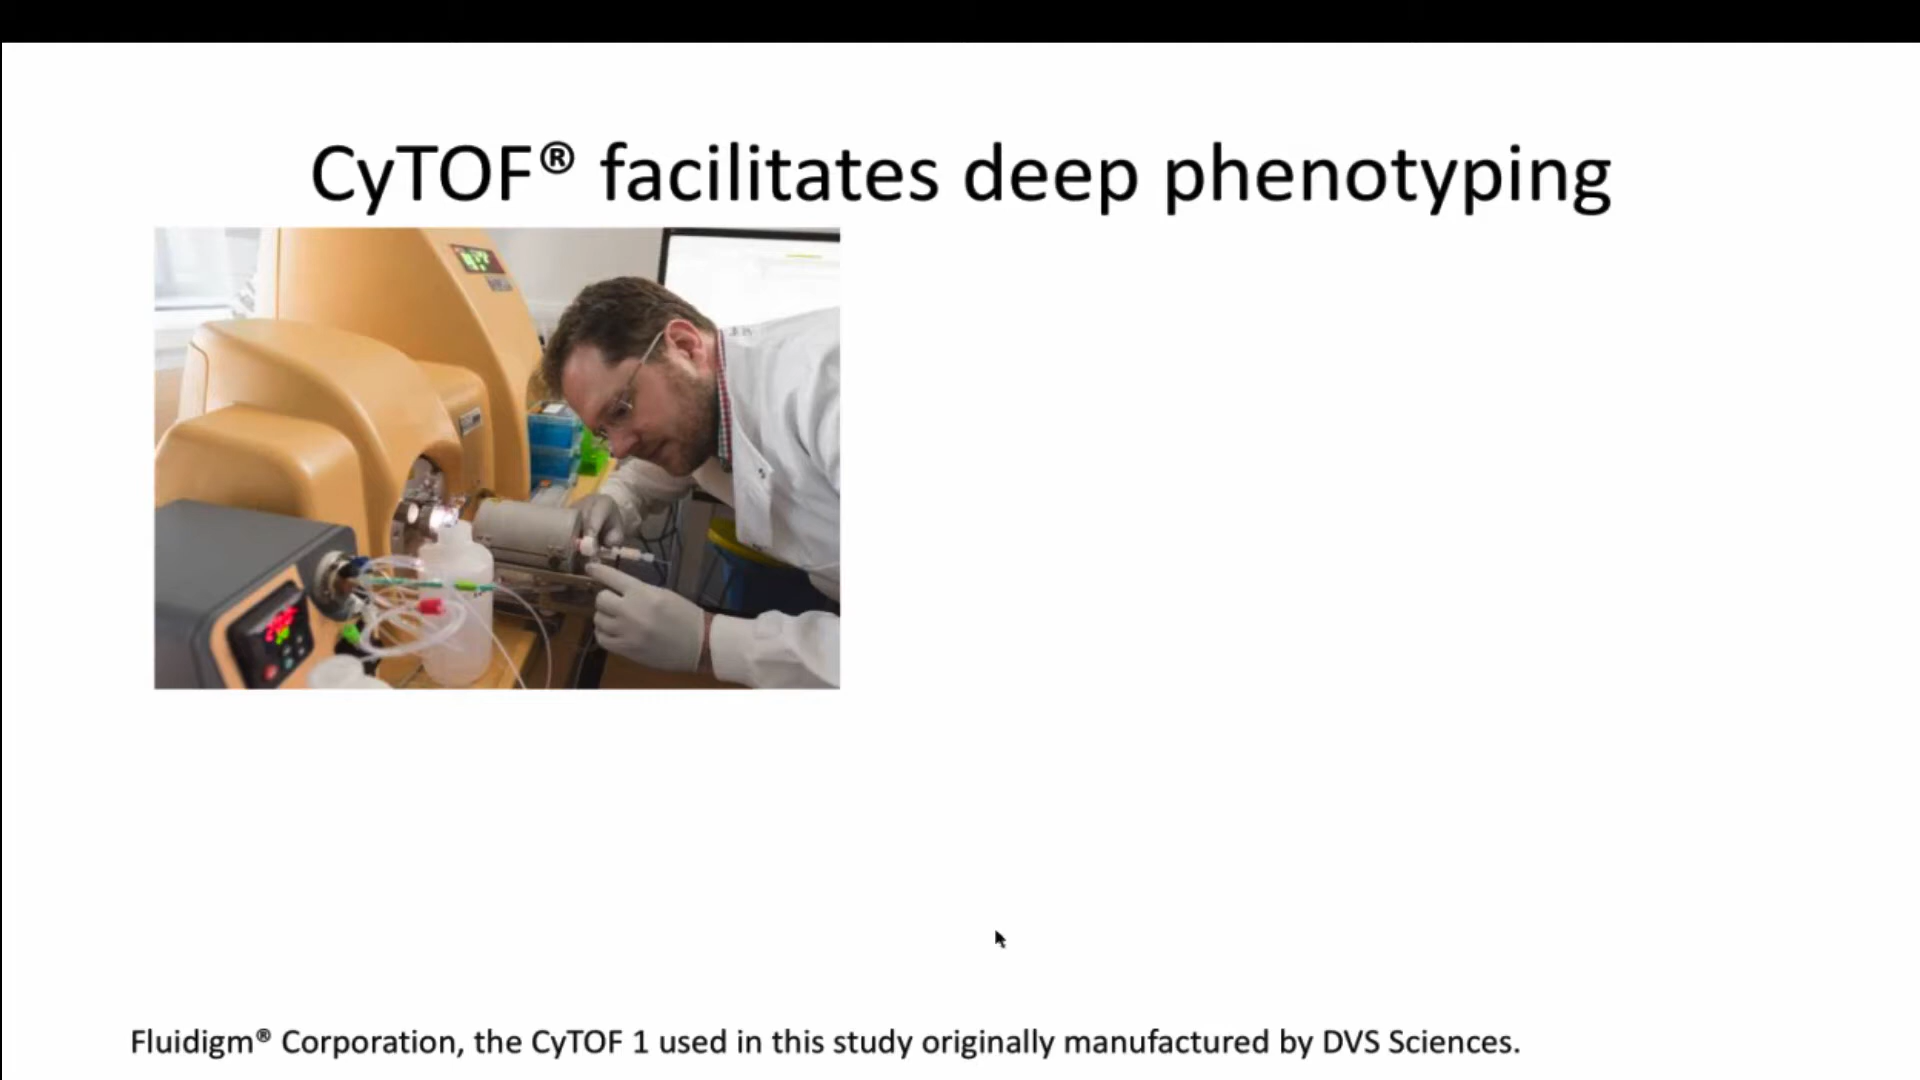 CyTOF® facilitates deep phenotyping
Fluidigm® Corporation, the CyTOF 1 used in this study originally manufactured by DVS Sciences.